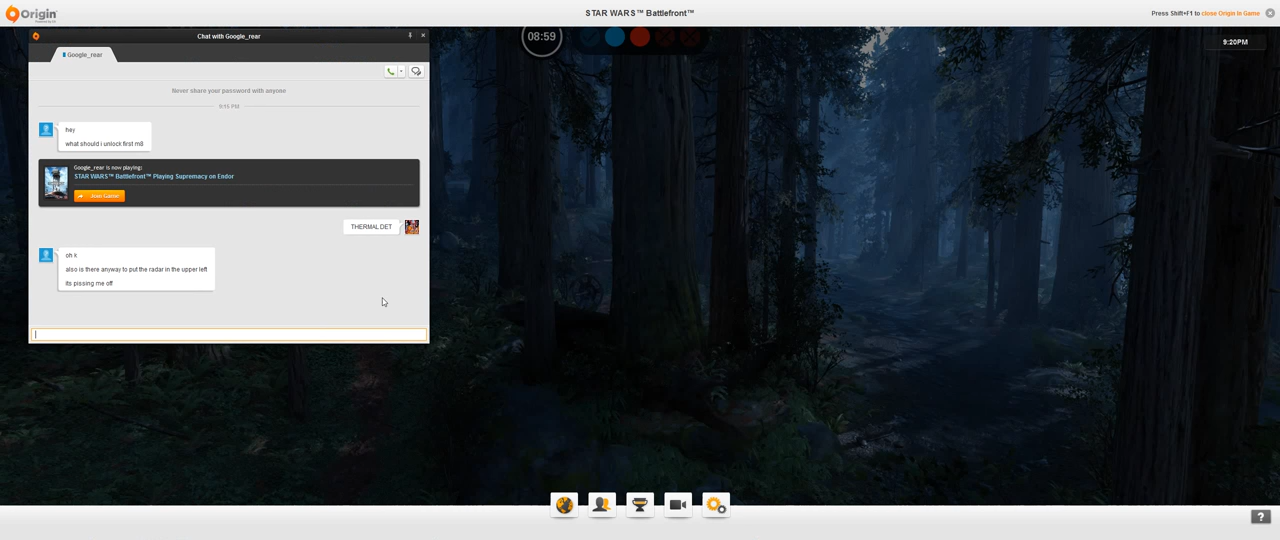 Origin
STAR WARS™ Battlefront™
Press Shift+F1 to close Origin In Game
Chat with Google_rear
08:59
9:20PM
Google_rear
Never share your password with anyone
9:15 PM
hey
what should i unlock first m8
Google_rear is now playing:
STAR WARS™ Battlefront™ Playing Supremacy on Endor
Join Game
THERMAL DET
oh k
also is there anyway to put the radar in the upper left
its pissing me off
?